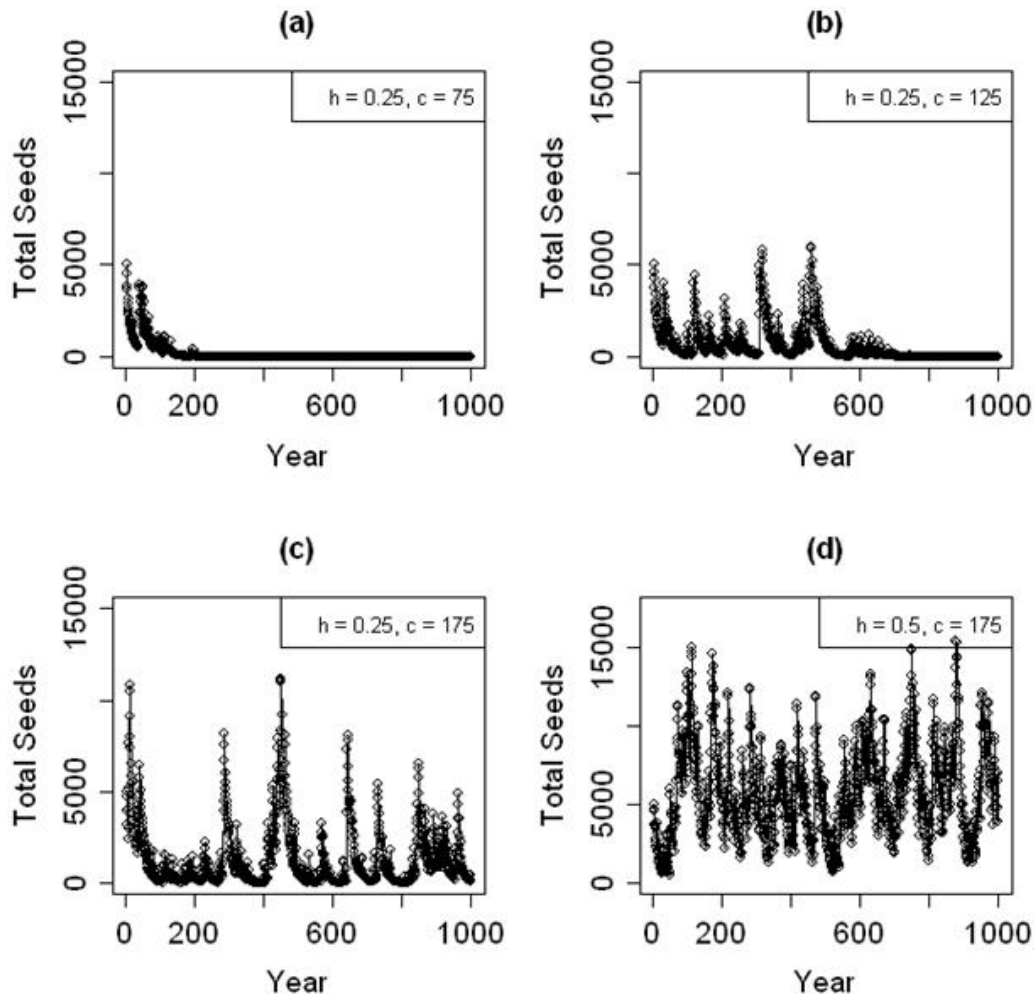 (a)
h = 0.25, c = 75
Total Seeds
15000
5000
0
0 200 600 1000
Year
(b)
h = 0.25, c = 125
Total Seeds
15000
5000
0
0 200 600 1000
Year
(c)
h = 0.25, c = 175
Total Seeds
15000
5000
0
0 200 600 1000
Year
(d)
h = 0.5, c = 175
Total Seeds
15000
5000
0
0 200 600 1000
Year